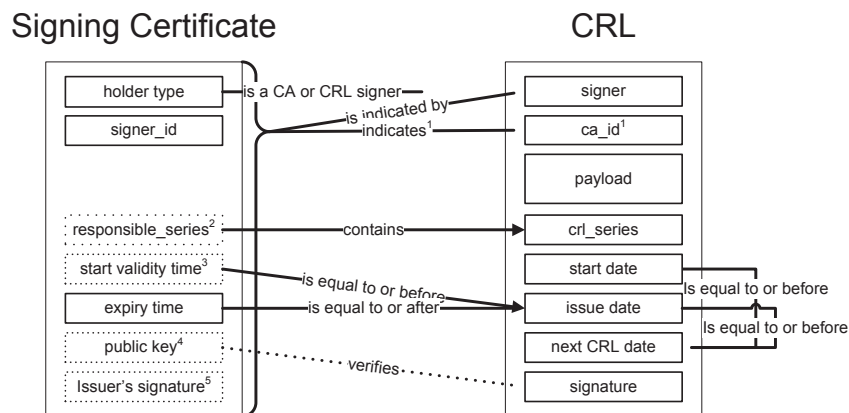 Signing Certificate
CRL
holder type
is a CA or CRL signer
signer
is indicated by
signer_id
indicates¹
ca_id¹
payload
responsible_series²
contains
crl_series
start validity time³
is equal to or before
start date
Is equal to or before
expiry time
is equal to or after
issue date
Is equal to or before
public key⁴
verifies
next CRL date
Issuer's signature⁵
signature